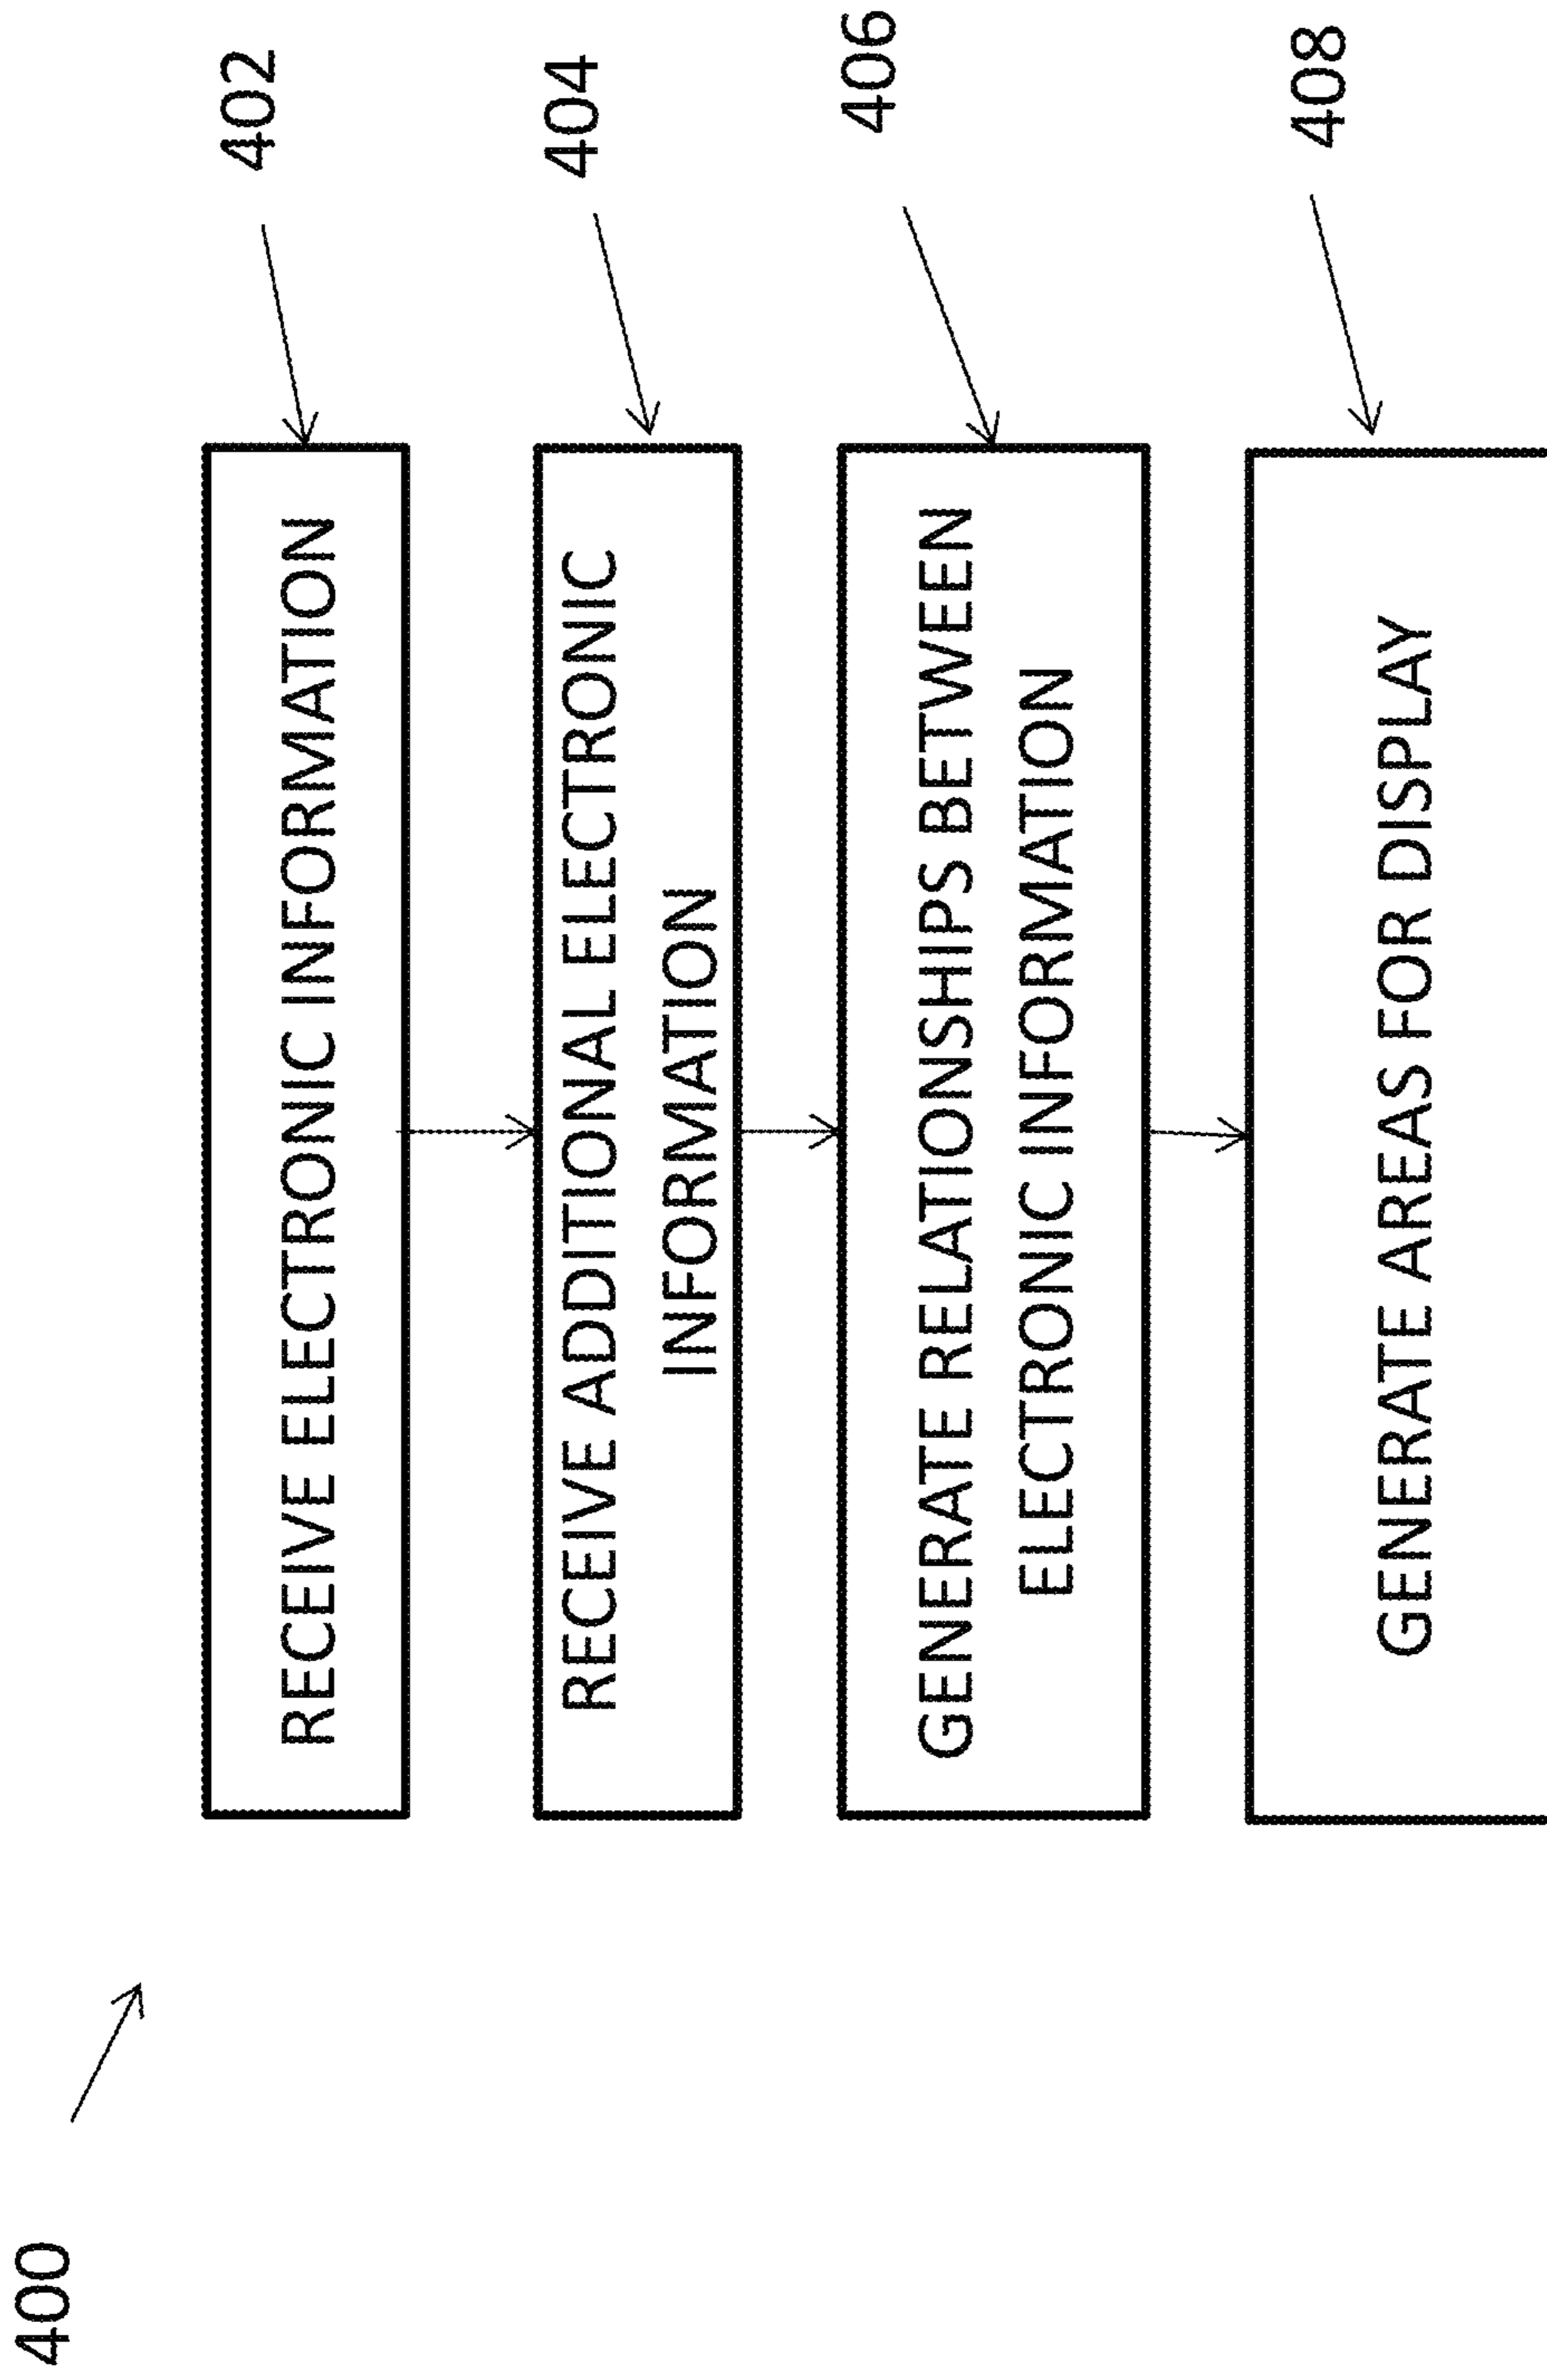 400
RECEIVE ELECTRONIC INFORMATION
402
RECEIVE ADDITIONAL ELECTRONIC
INFORMATION
404
GENERATE RELATIONSHIPS BETWEEN
ELECTRONIC INFORMATION
406
GENERATE AREAS FOR DISPLAY
408